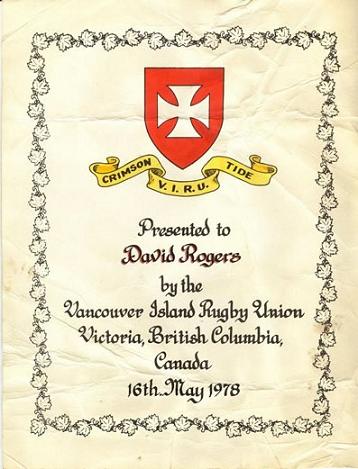 CRIMSON V.I.R.U. TIDE
Presented to
David Rogers
by the
Vancouver Island Rugby Union
Victoria, British Columbia,
Canada
16th. May 1978